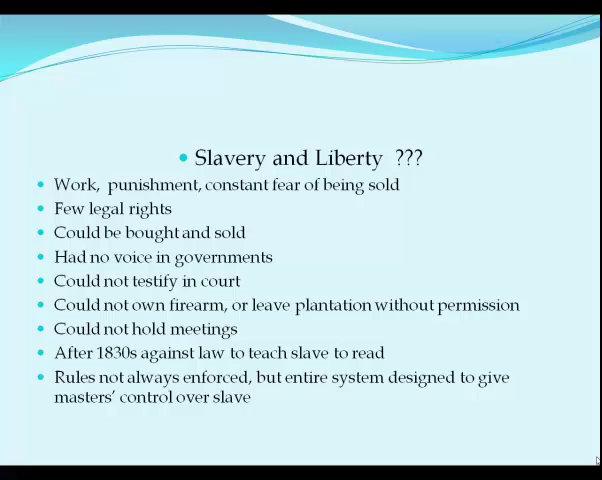 • Slavery and Liberty ???
• Work, punishment, constant fear of being sold
• Few legal rights
• Could be bought and sold
• Had no voice in governments
• Could not testify in court
• Could not own firearm, or leave plantation without permission
• Could not hold meetings
• After 1830s against law to teach slave to read
• Rules not always enforced, but entire system designed to give
masters’ control over slave